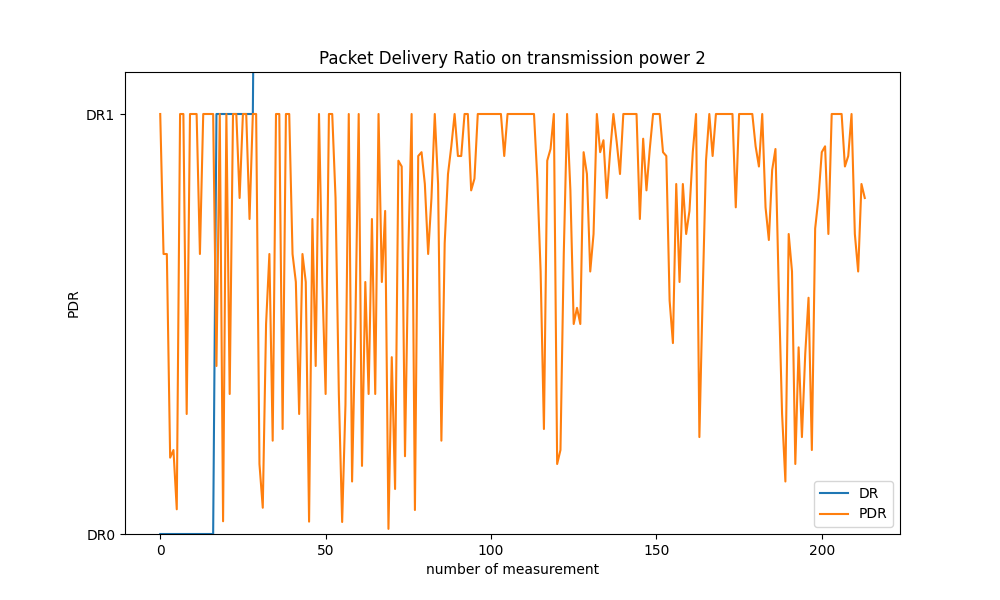 Packet Delivery Ratio on transmission power 2
DR1
PDR
DR0
0
50
100
150
200
number of measurement
DR
PDR